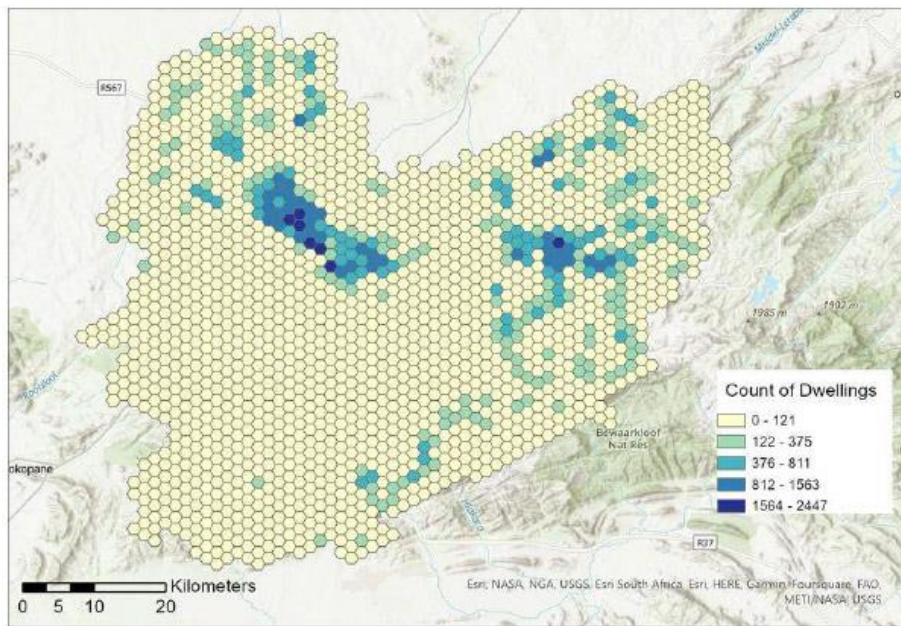 Middel-Letaba
R567
1985 m
1902 m
Count of Dwellings
0 - 121
122 - 375
376 - 811
812 - 1563
1564 - 2447
Bewaarkloof
Nat Res
okopane
R37
Kilometers
0 5 10 20
Esri, NASA, NGA, USGS, Esri South Africa, Esri, HERE, Garmin, Foursquare, FAO,
METI/NASA, USGS